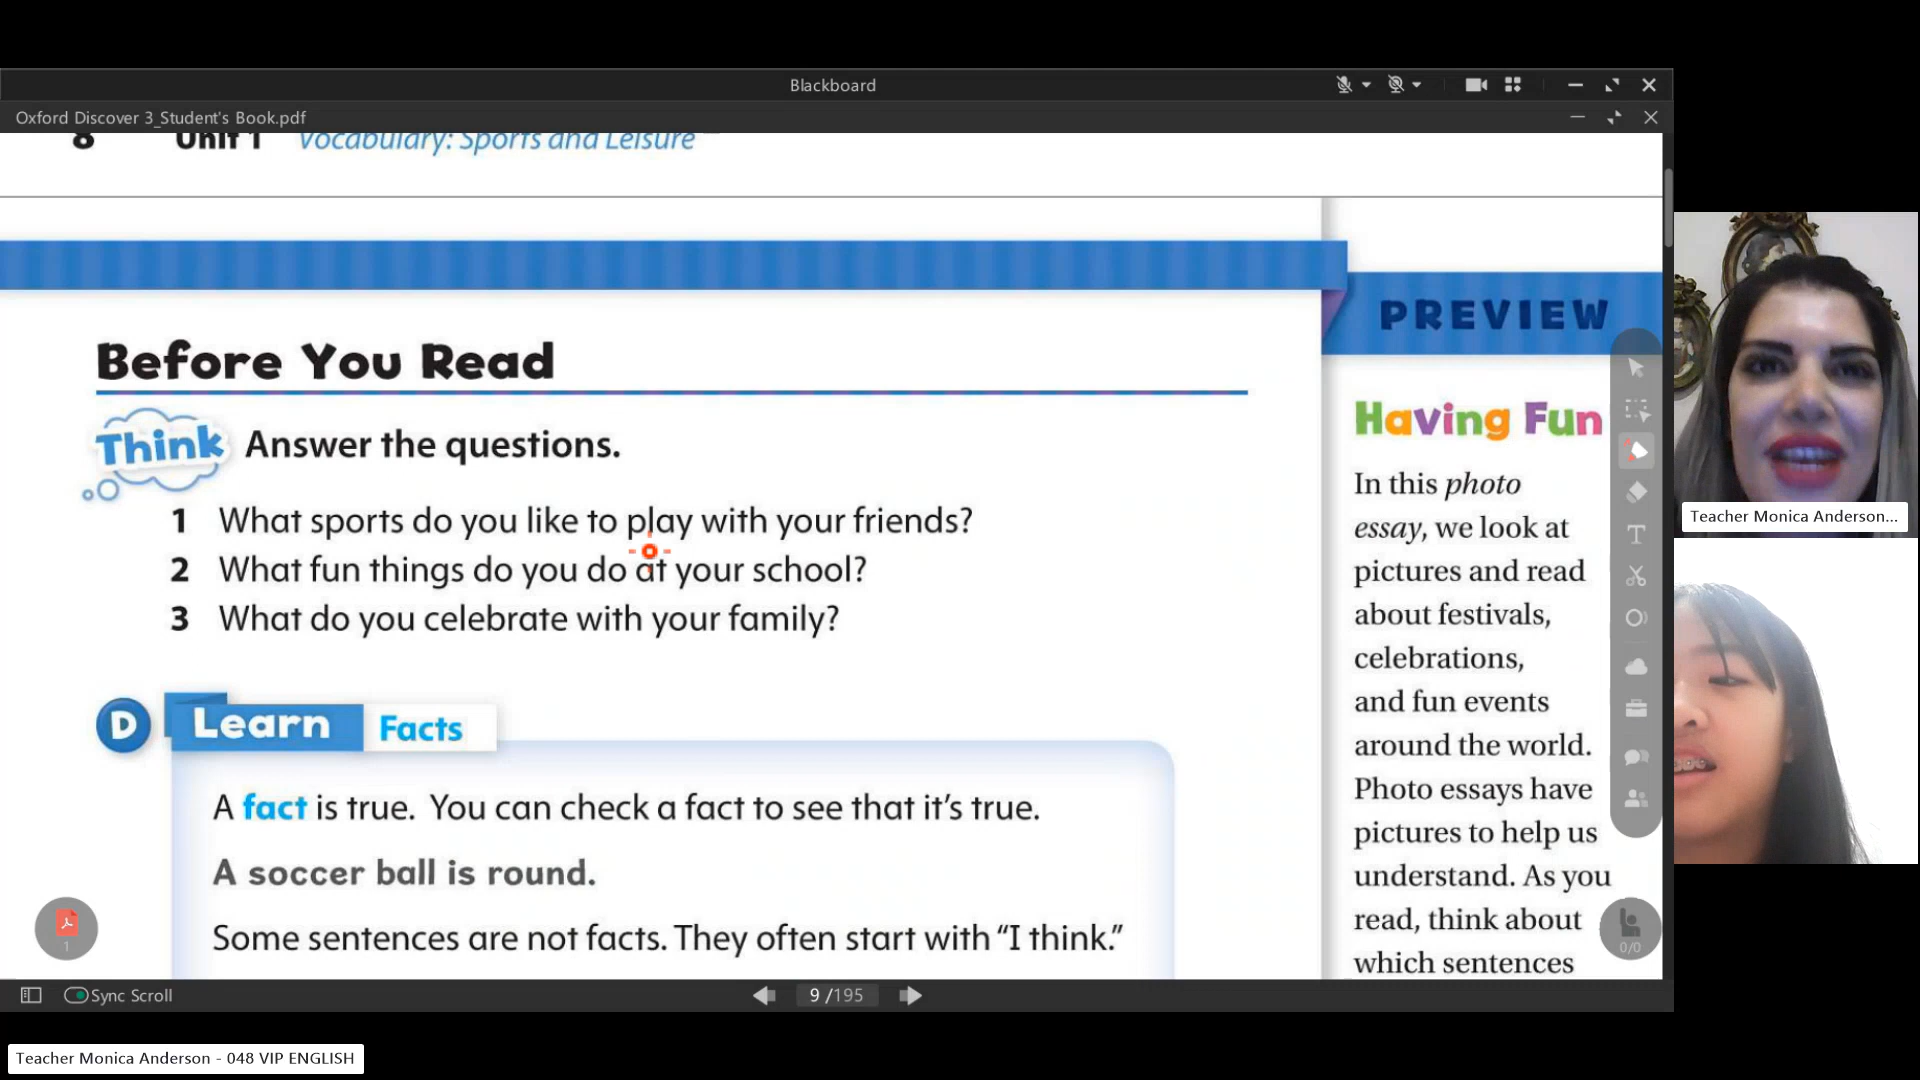 Blackboard
Oxford Discover 3_Student's Book.pdf
8 Unit 1 Vocabulary: Sports and Leisure
Before You Read
Think Answer the questions.
1 What sports do you like to play with your friends?
2 What fun things do you do at your school?
3 What do you celebrate with your family?
D Learn Facts
A fact is true. You can check a fact to see that it's true.
A soccer ball is round.
Some sentences are not facts. They often start with “I think.”
PREVIEW
Having Fun
In this photo
essay, we look at
pictures and read
about festivals,
celebrations,
and fun events
around the world.
Photo essays have
pictures to help us
understand. As you
read, think about
which sentences
T
1
0/0
Sync Scroll
9 /195
Teacher Monica Anderson...
Teacher Monica Anderson - 048 VIP ENGLISH